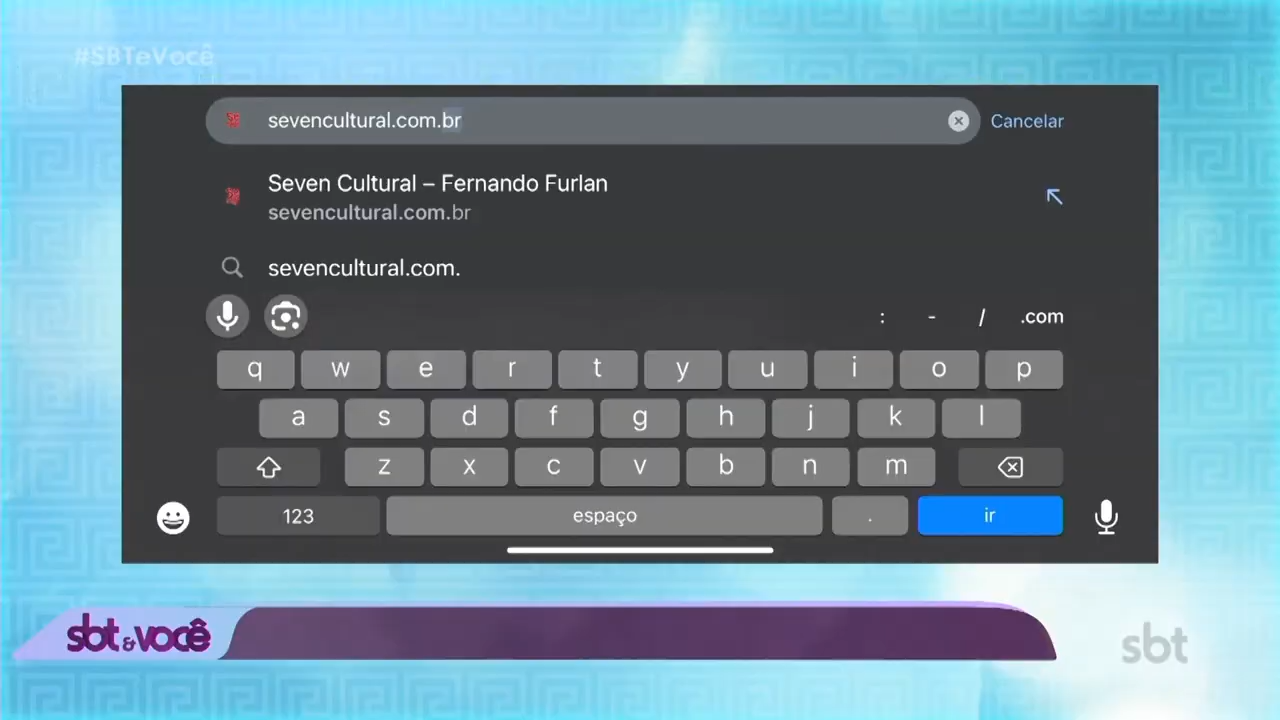 #SBTeVocê
sevencultural.com.br
Cancelar
Seven Cultural – Fernando Furlan
sevencultural.com.br
sevencultural.com.
: - / .com
q w e r t y u i o p
a s d f g h j k l
z x c v b n m
123 espaço . ir
sbt&você
sbt